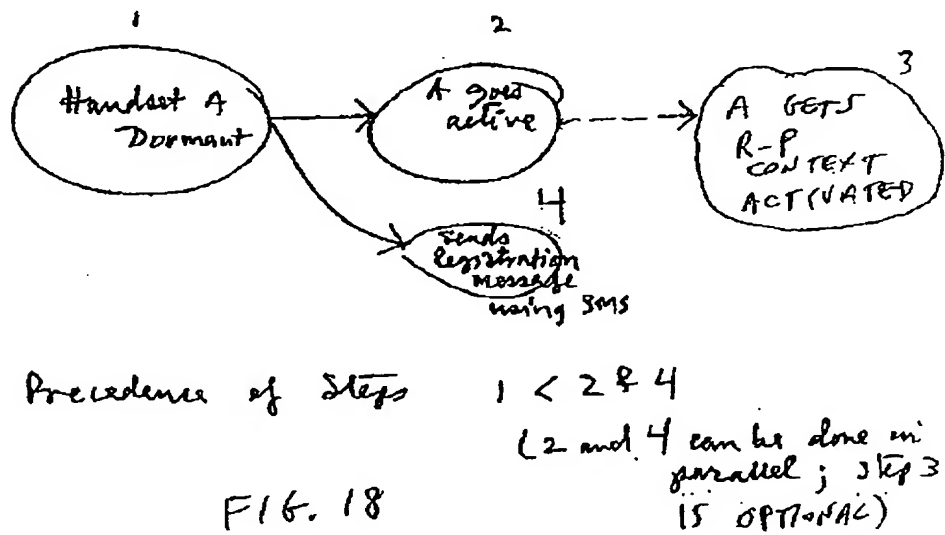 1
Handset A
Dormant
2
A goes
active
3
A GETS
R-P
CONTEXT
ACTIVATED
4
Sends
Registration
Message
using SMS
Precedence of Steps 1 < 2 & 4
(2 and 4 can be done in
parallel; step 3
IS OPTIONAL)
FIG. 18